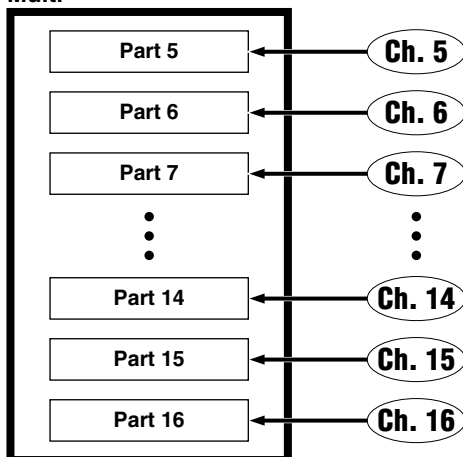 Part 5 Ch. 5
Part 6 Ch. 6
Part 7 Ch. 7
Part 14 Ch. 14
Part 15 Ch. 15
Part 16 Ch. 16